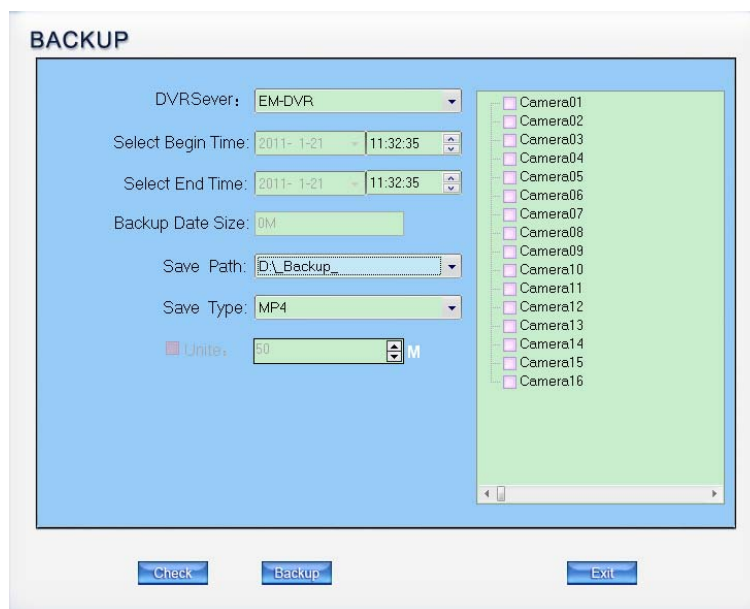 BACKUP
DVRSever: EM-DVR
Select Begin Time: 2011- 1-21 11:32:35
Select End Time: 2011- 1-21 11:32:35
Backup Date Size: 0M
Save Path: D:\_Backup_
Save Type: MP4
Unite: 50 M
Camera01
Camera02
Camera03
Camera04
Camera05
Camera06
Camera07
Camera08
Camera09
Camera10
Camera11
Camera12
Camera13
Camera14
Camera15
Camera16
Check Backup Exit